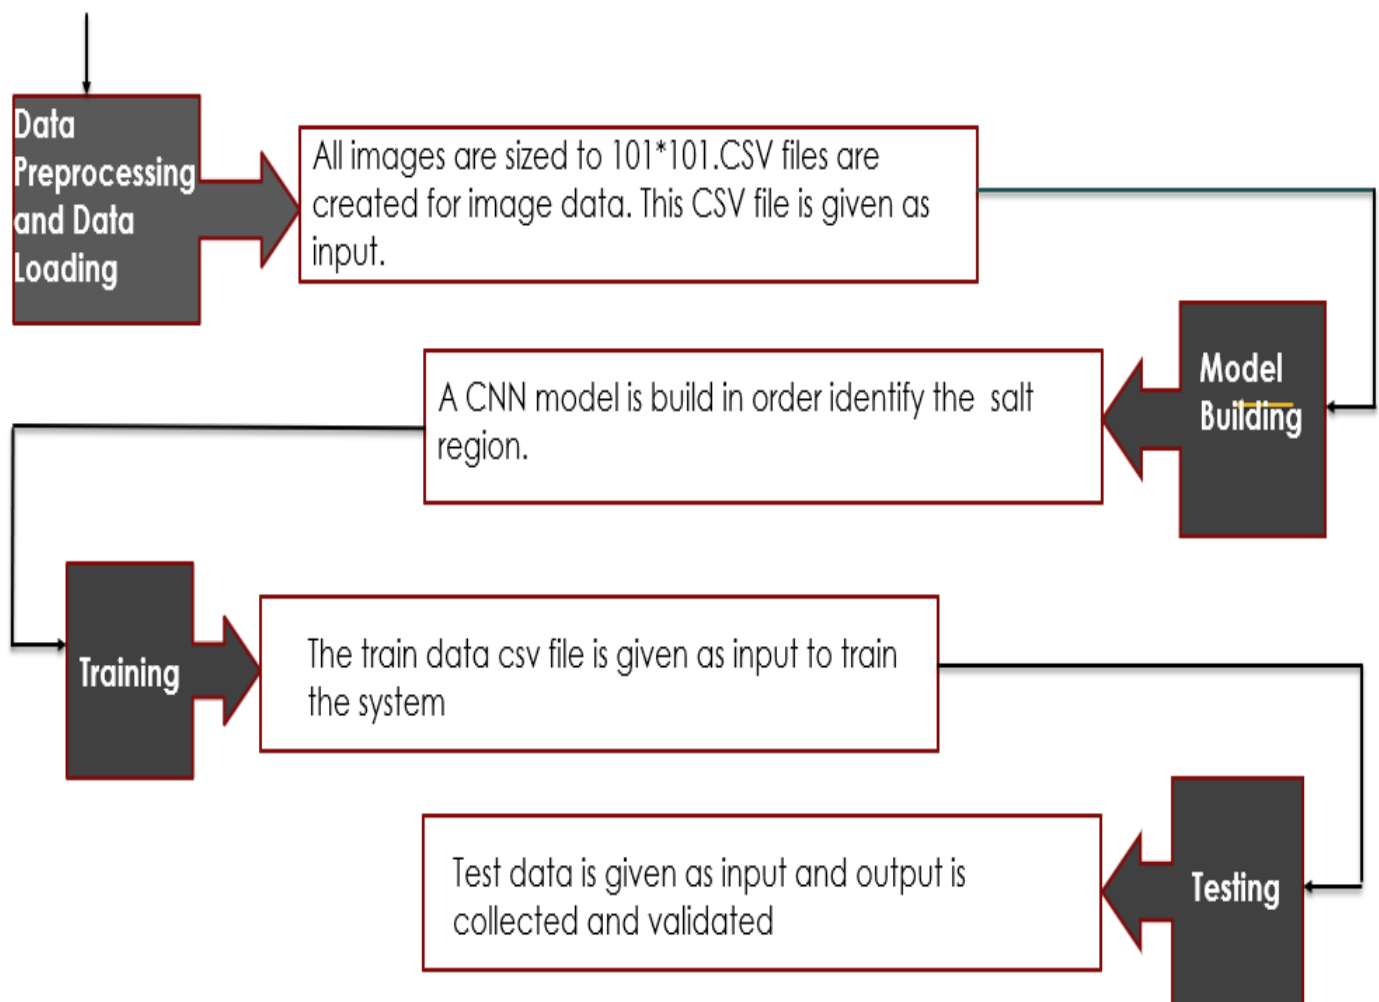 Data
Preprocessing
and Data
Loading
All images are sized to 101*101.CSV files are
created for image data. This CSV file is given as
input.
Model
Building
A CNN model is build in order identify the salt
region.
Training
The train data csv file is given as input to train
the system
Testing
Test data is given as input and output is
collected and validated